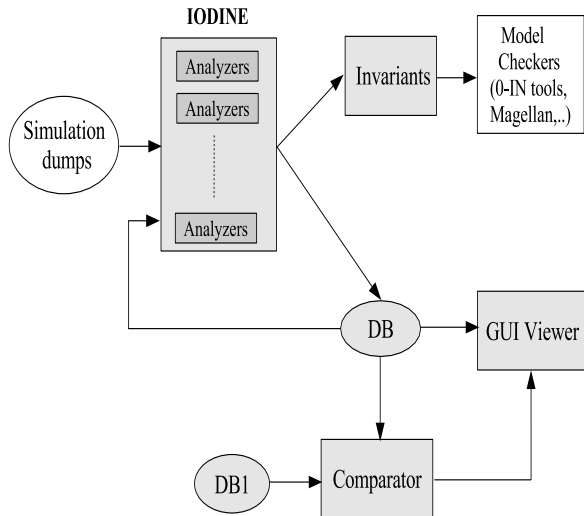 IODINE
Analyzers
Analyzers
Analyzers
Simulation
dumps
Invariants
Model
Checkers
(0-IN tools,
Magellan,..)
DB
GUI Viewer
DB1
Comparator